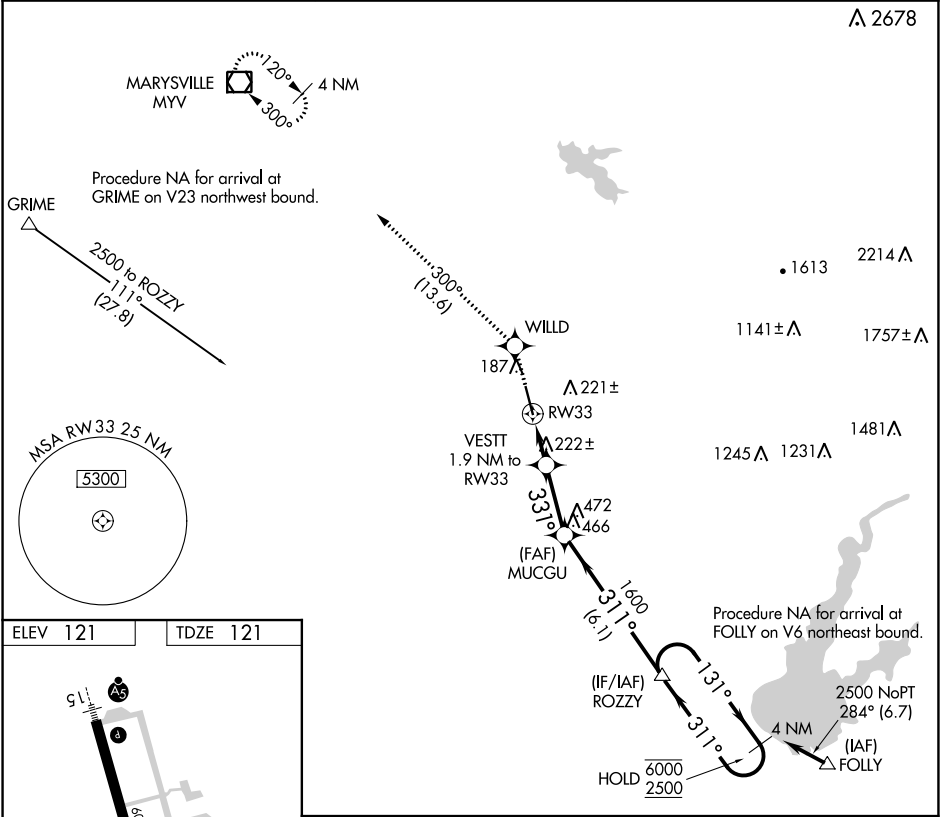 2678
MARYSVILLE
MYV
120°
4 NM
300°
Procedure NA for arrival at
GRIME on V23 northwest bound.
GRIME
2500 to ROZZY
111°
(27.8)
300°
(13.6)
1613
2214
1141±
1757±
WILLD
187
221±
RW33
MSA RW33 25 NM
5300
VESTT
1.9 NM to
RW33
222±
1245
1231
1481
331°
472
466
(FAF)
MUCGU
1600
311°
(6.1)
Procedure NA for arrival at
FOLLY on V6 northeast bound.
ELEV 121
TDZE 121
(IF/IAF)
ROZZY
131°
311°
2500 NoPT
284° (6.7)
4 NM
(IAF)
FOLLY
HOLD 6000
2500
15
A5
P